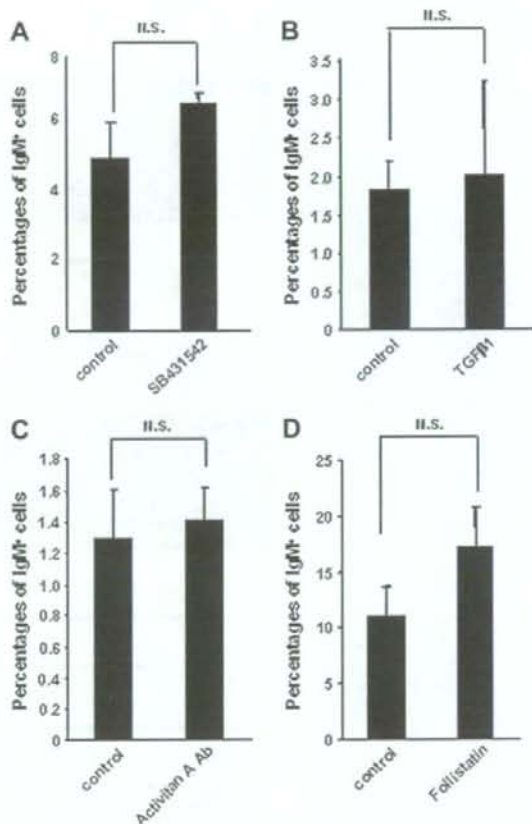 A
N.S.
Percentages of IgM+ cells
8
6
4
2
0
control
SB431542
B
N.S.
Percentages of IgM+ cells
3.5
3.0
2.5
2.0
1.5
1.0
0.5
0
control
TGFβ1
C
N.S.
Percentages of IgM+ cells
1.8
1.6
1.4
1.2
1.0
0.8
0.6
0.4
0.2
0
control
Activitan A Ab
D
N.S.
Percentages of IgM+ cells
25
20
15
10
5
0
control
Follistatin